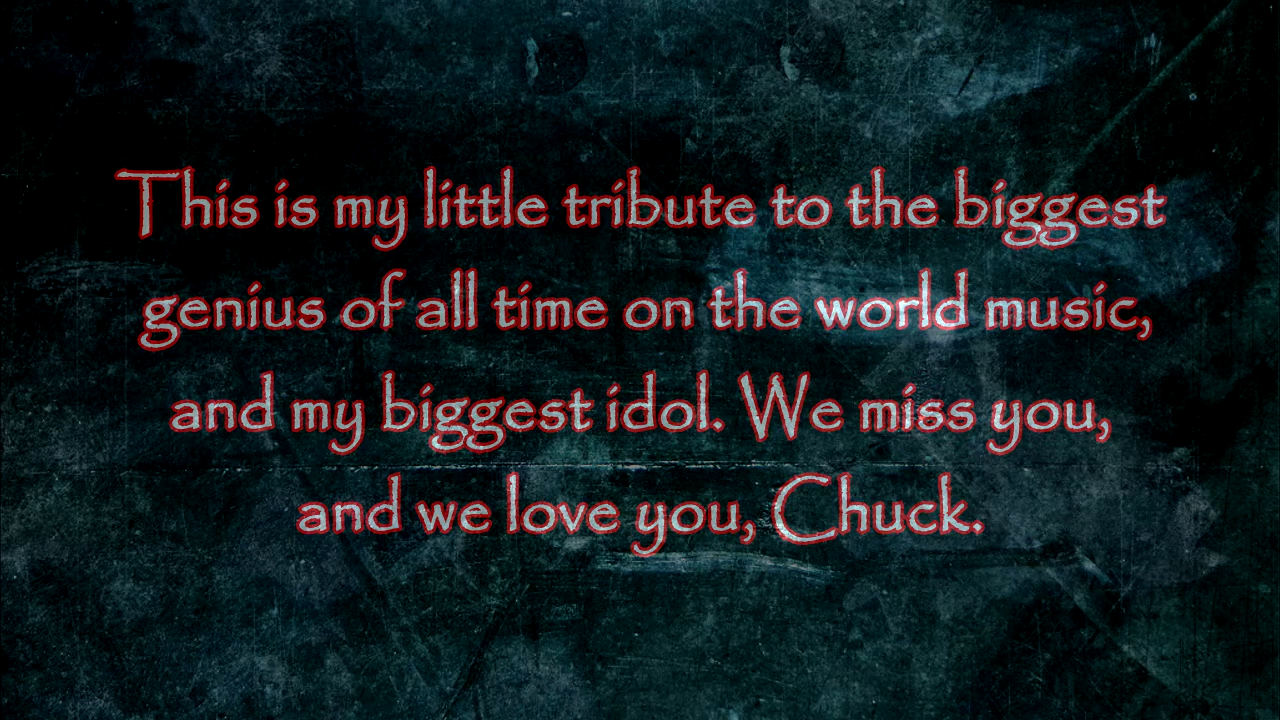 This is my little tribute to the biggest
genius of all time on the world music,
and my biggest idol. We miss you,
and we love you, Chuck.